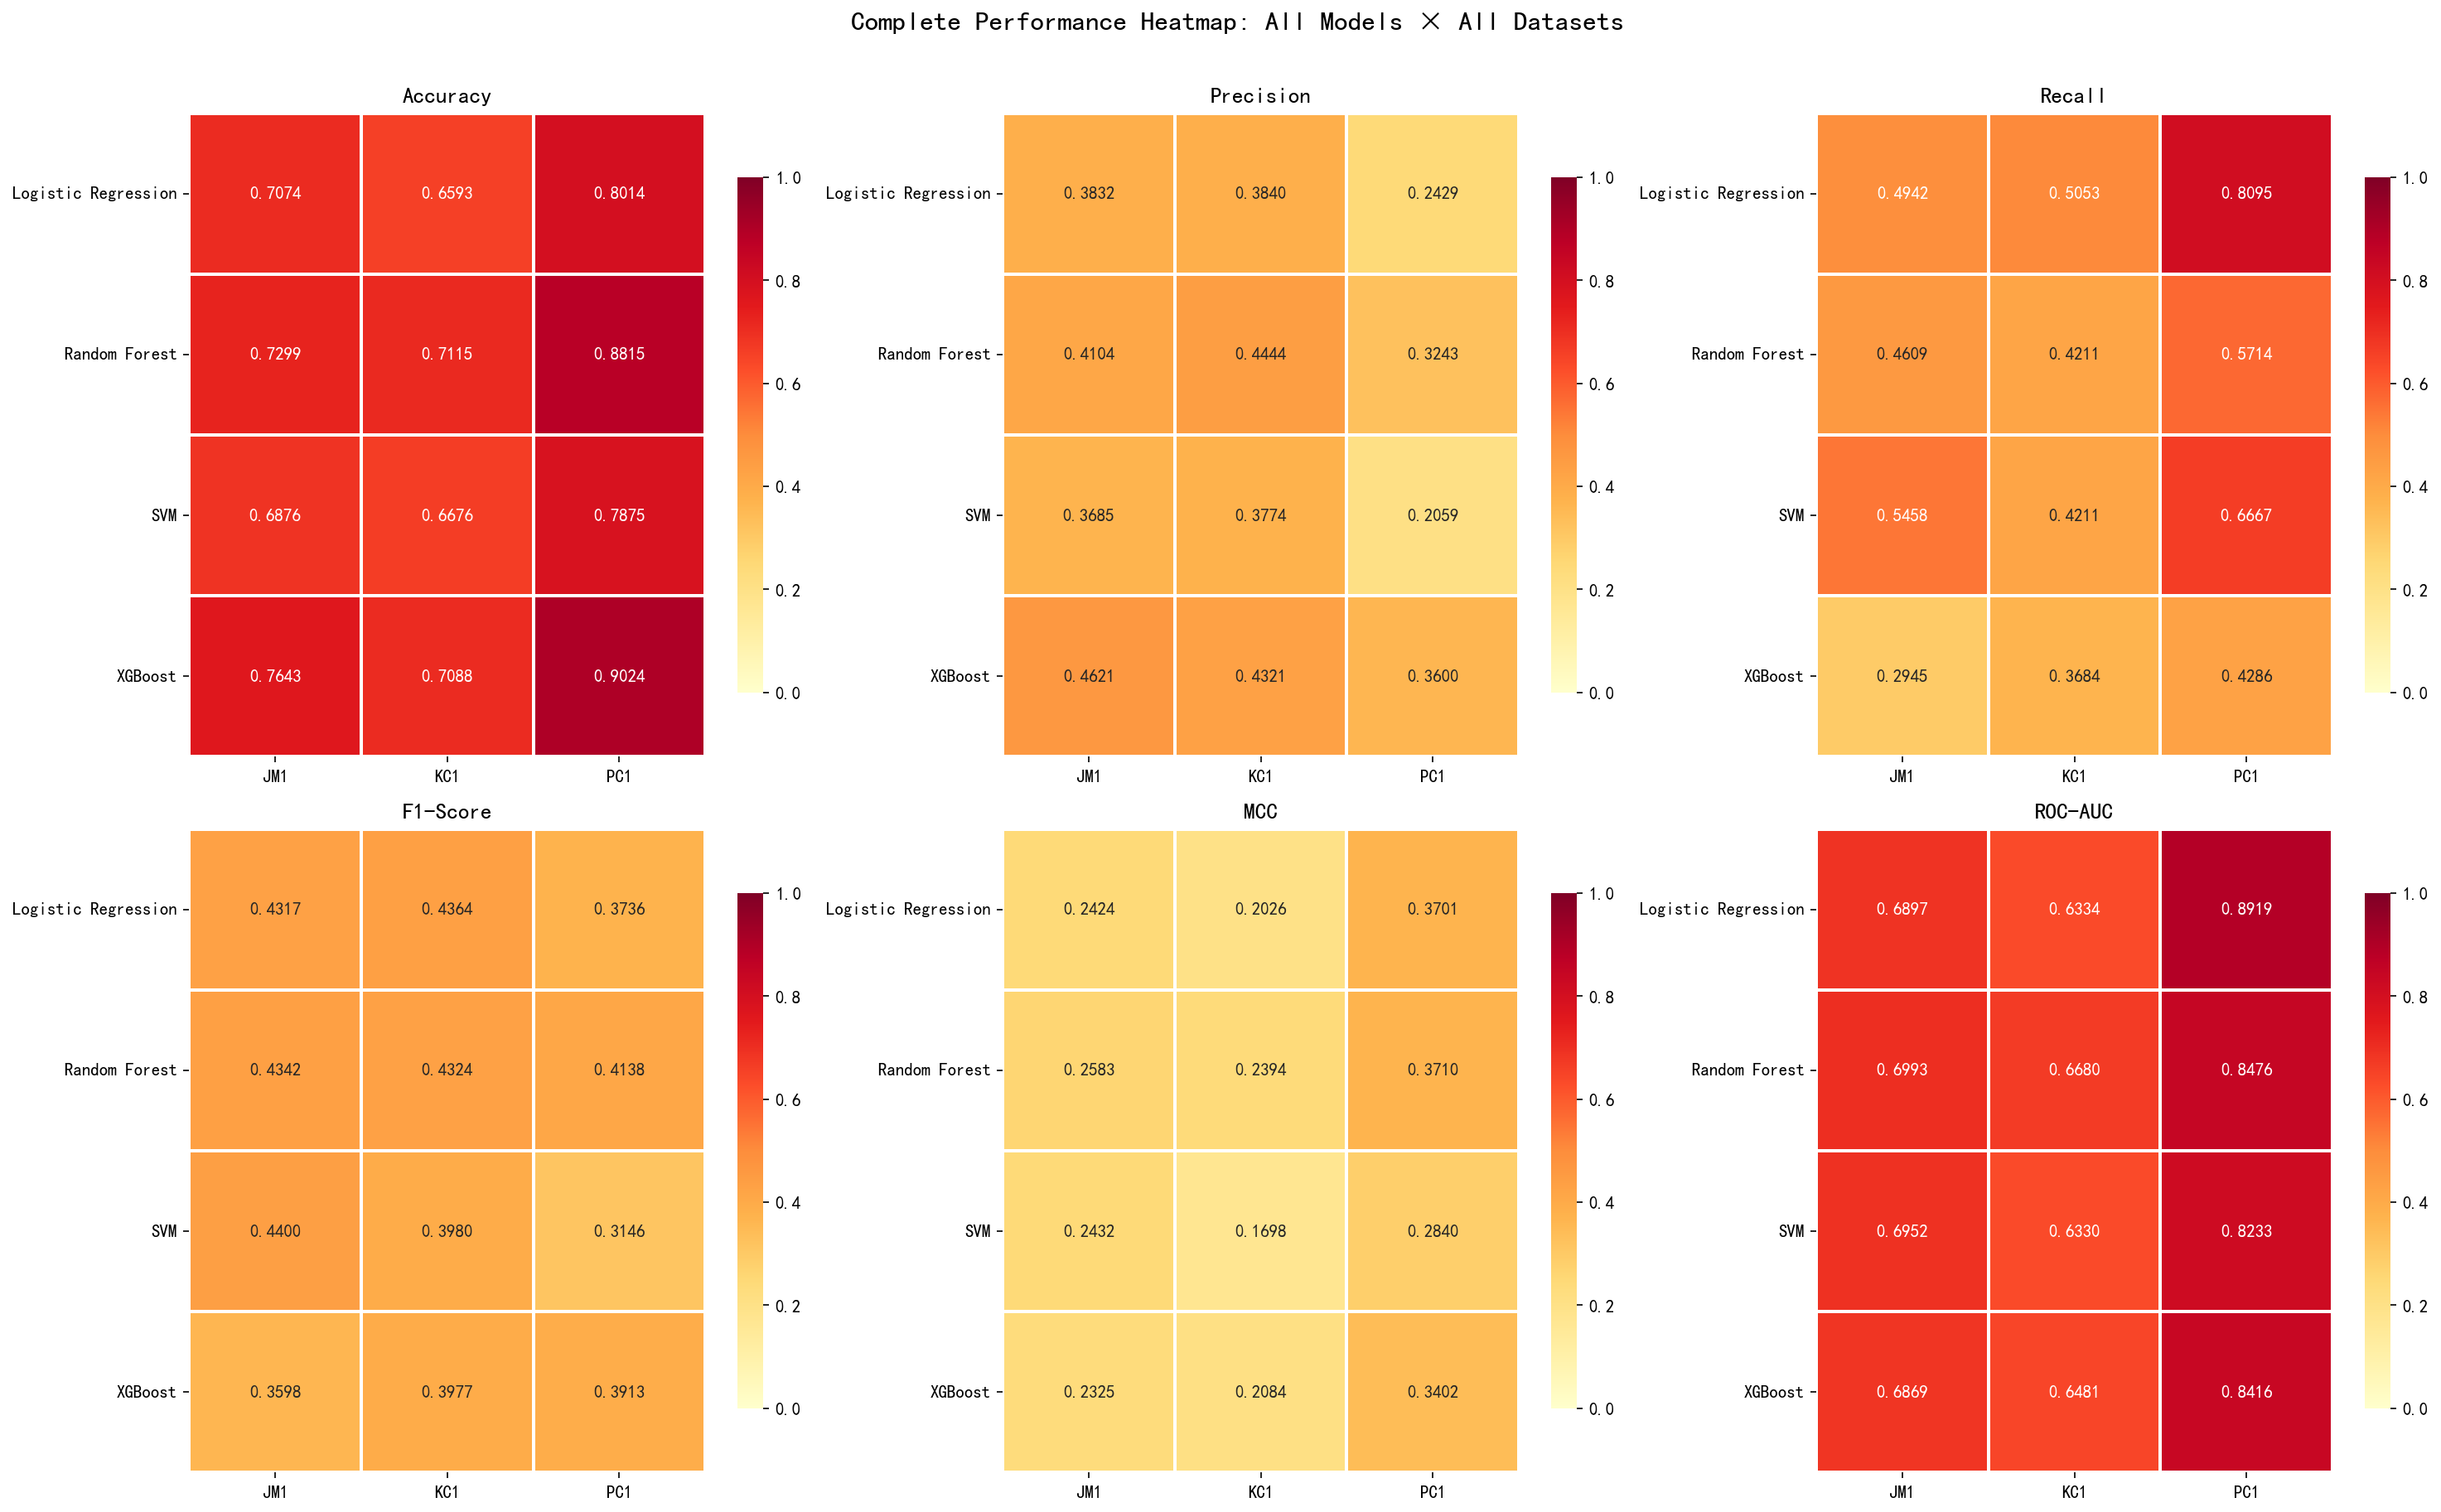 Complete Performance Heatmap: All Models × All Datasets
Accuracy
Logistic Regression 0.7074 0.6593 0.8014
Random Forest 0.7299 0.7115 0.8815
SVM 0.6876 0.6676 0.7875
XGBoost 0.7643 0.7088 0.9024
JM1 KC1 PC1
1.0
0.8
0.6
0.4
0.2
0.0
Precision
Logistic Regression 0.3832 0.3840 0.2429
Random Forest 0.4104 0.4444 0.3243
SVM 0.3685 0.3774 0.2059
XGBoost 0.4621 0.4321 0.3600
JM1 KC1 PC1
1.0
0.8
0.6
0.4
0.2
0.0
Recall
Logistic Regression 0.4942 0.5053 0.8095
Random Forest 0.4609 0.4211 0.5714
SVM 0.5458 0.4211 0.6667
XGBoost 0.2945 0.3684 0.4286
JM1 KC1 PC1
1.0
0.8
0.6
0.4
0.2
0.0
F1-Score
Logistic Regression 0.4317 0.4364 0.3736
Random Forest 0.4342 0.4324 0.4138
SVM 0.4400 0.3980 0.3146
XGBoost 0.3598 0.3977 0.3913
JM1 KC1 PC1
1.0
0.8
0.6
0.4
0.2
0.0
MCC
Logistic Regression 0.2424 0.2026 0.3701
Random Forest 0.2583 0.2394 0.3710
SVM 0.2432 0.1698 0.2840
XGBoost 0.2325 0.2084 0.3402
JM1 KC1 PC1
1.0
0.8
0.6
0.4
0.2
0.0
ROC-AUC
Logistic Regression 0.6897 0.6334 0.8919
Random Forest 0.6993 0.6680 0.8476
SVM 0.6952 0.6330 0.8233
XGBoost 0.6869 0.6481 0.8416
JM1 KC1 PC1
1.0
0.8
0.6
0.4
0.2
0.0